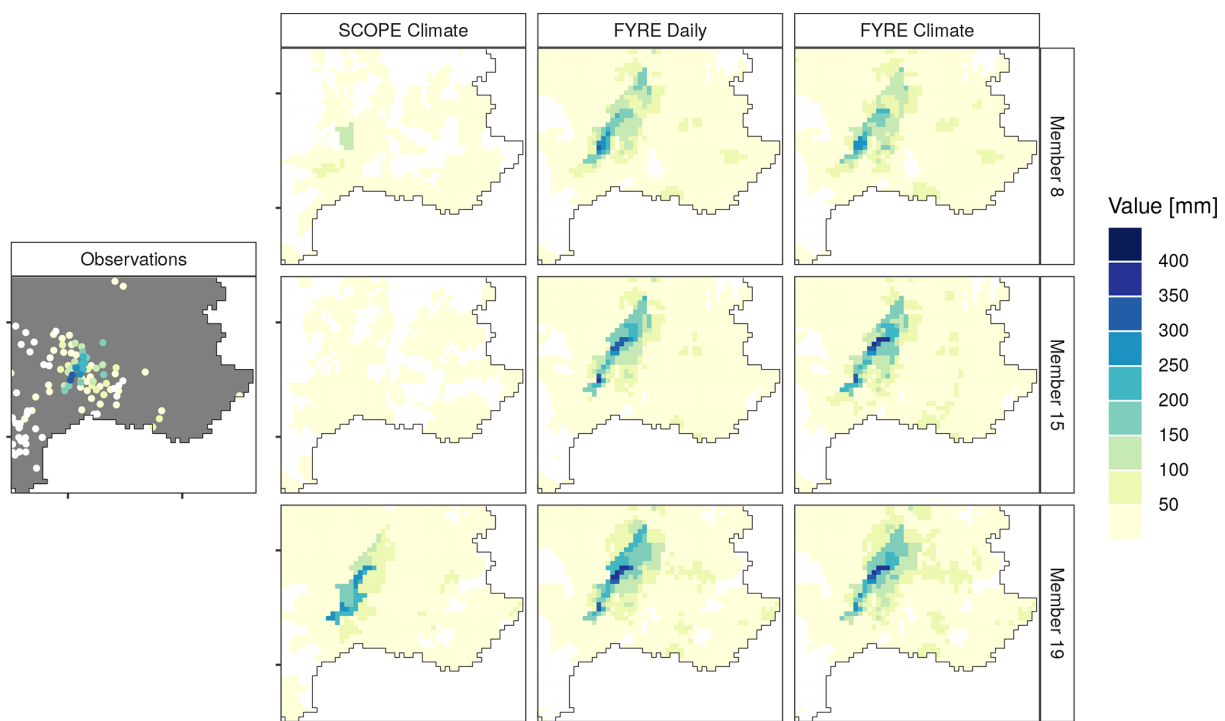 SCOPE Climate
FYRE Daily
FYRE Climate
Member 8
Observations
Member 15
Member 19
Value [mm]
400
350
300
250
200
150
100
50